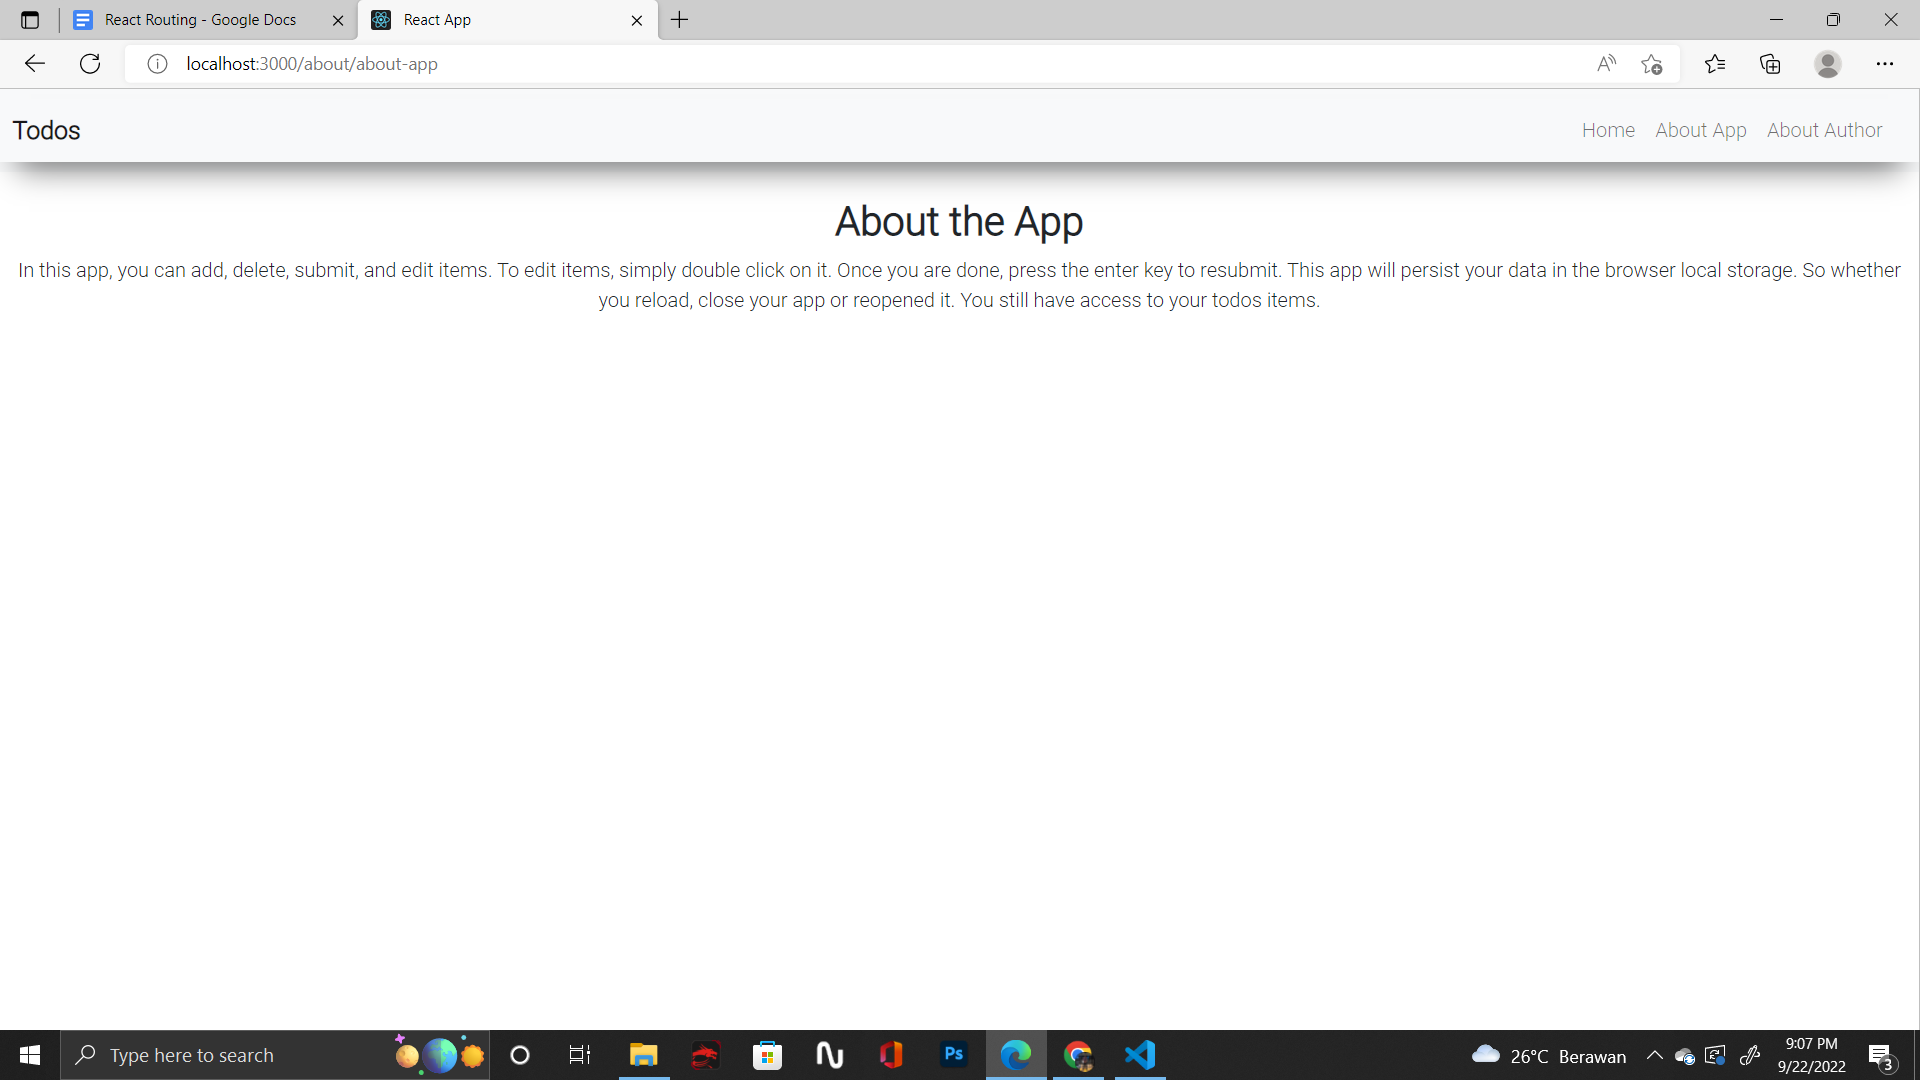 React Routing - Google Docs
React App
localhost:3000/about/about-app
Todos
Home
About App
About Author
About the App
In this app, you can add, delete, submit, and edit items. To edit items, simply double click on it. Once you are done, press the enter key to resubmit. This app will persist your data in the browser local storage. So whether
you reload, close your app or reopened it. You still have access to your todos items.
Type here to search
Ps
26°C Berawan
9:07 PM
9/22/2022
3